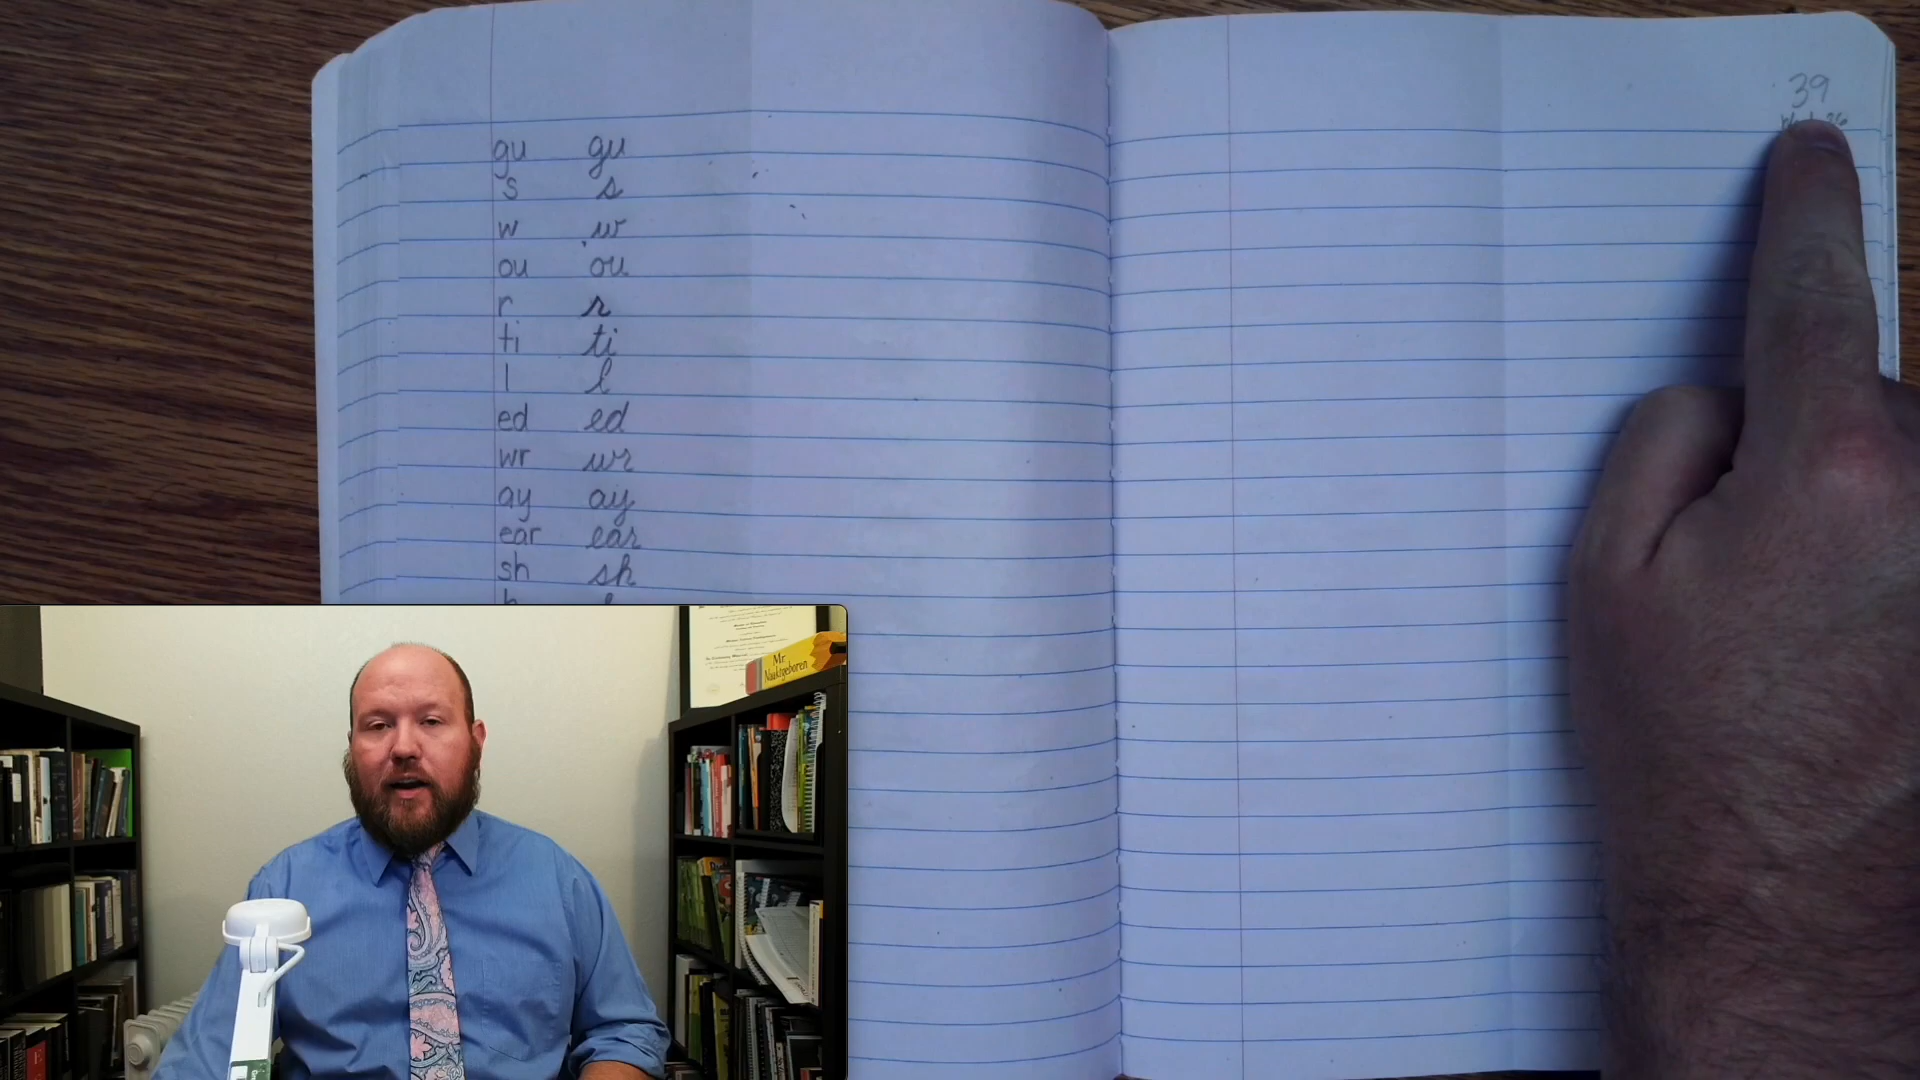 39
gu gu
s s
w w
ou ou
r r
ti ti
l l
ed ed
wr wr
ay ay
ear ear
sh sh
Mr.
Naaktgeboren